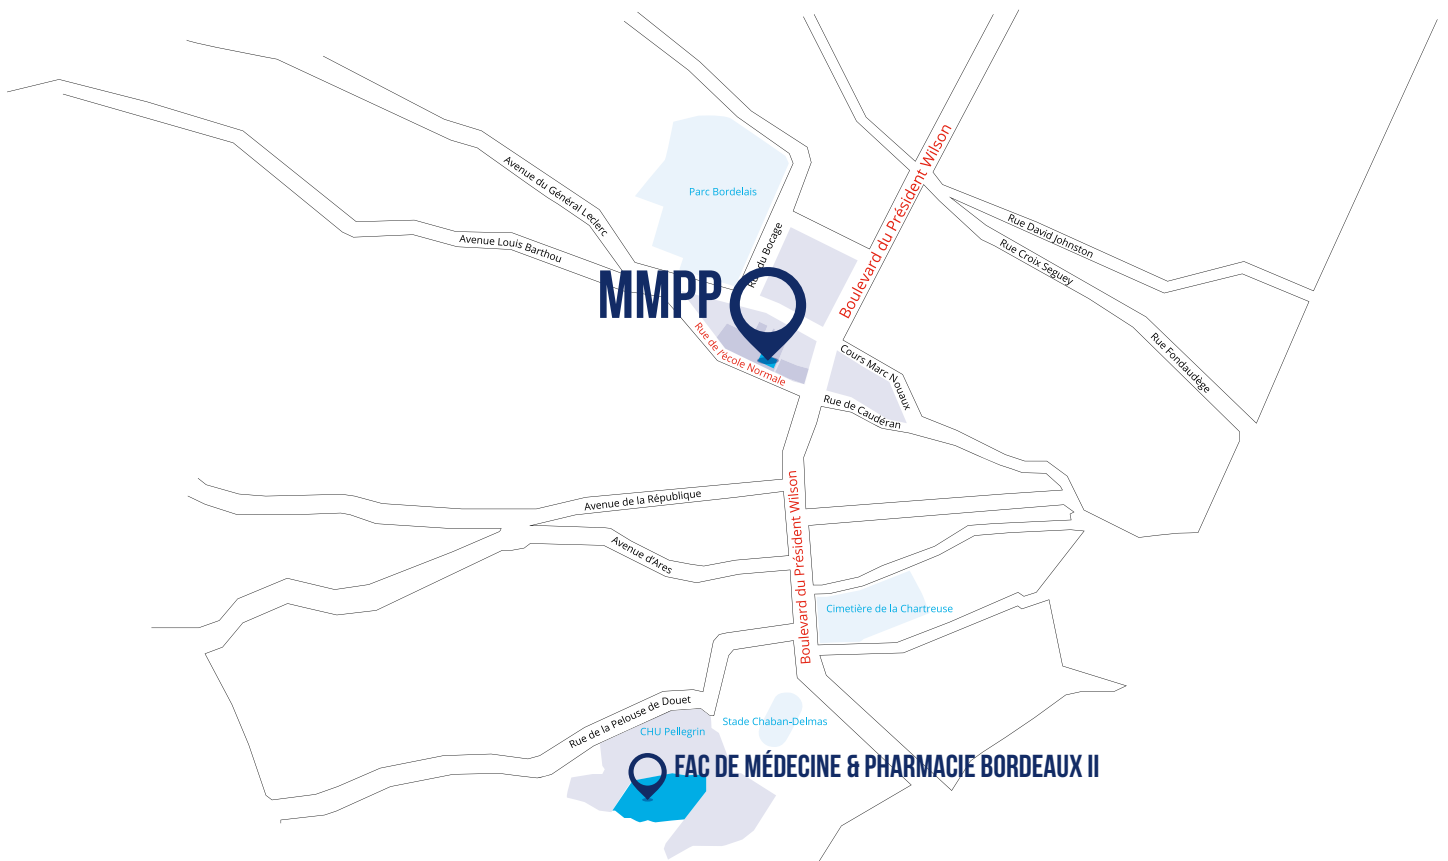 Boulevard du Président Wilson
Avenue du Général Leclerc
Parc Bordelais
Rue David Johnston
Avenue Louis Barthou
Rue du Bocage
Rue Croix Seguey
MMPP
Rue de l'école Normale
Cours Marc Nouaux
Rue Fondaudège
Rue de Caudéran
Avenue de la République
Boulevard du Président Wilson
Avenue d'Ares
Cimetière de la Chartreuse
Rue de la Pelouse de Douet
Stade Chaban-Delmas
CHU Pellegrin
FAC DE MÉDECINE & PHARMACIE BORDEAUX II